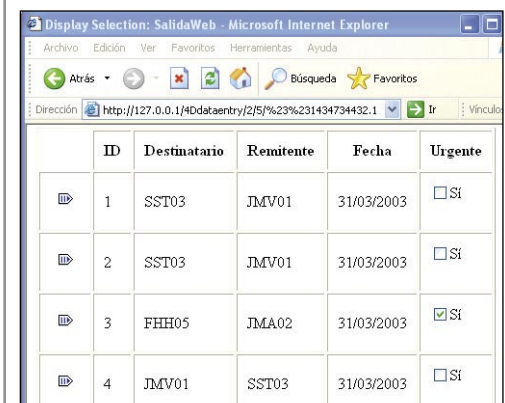 Display Selection: SalidaWeb - Microsoft Internet Explorer
Archivo Edición Ver Favoritos Herramientas Ayuda
Atrás Búsqueda Favoritos
Dirección http://127.0.0.1/4Ddataentry/2/5/%23%231434734432.1 Ir Vínculos
ID Destinatario Remitente Fecha Urgente
1 SST03 JMV01 31/03/2003 Sí
2 SST03 JMV01 31/03/2003 Sí
3 FHH05 JMA02 31/03/2003 Sí
4 JMV01 SST03 31/03/2003 Sí